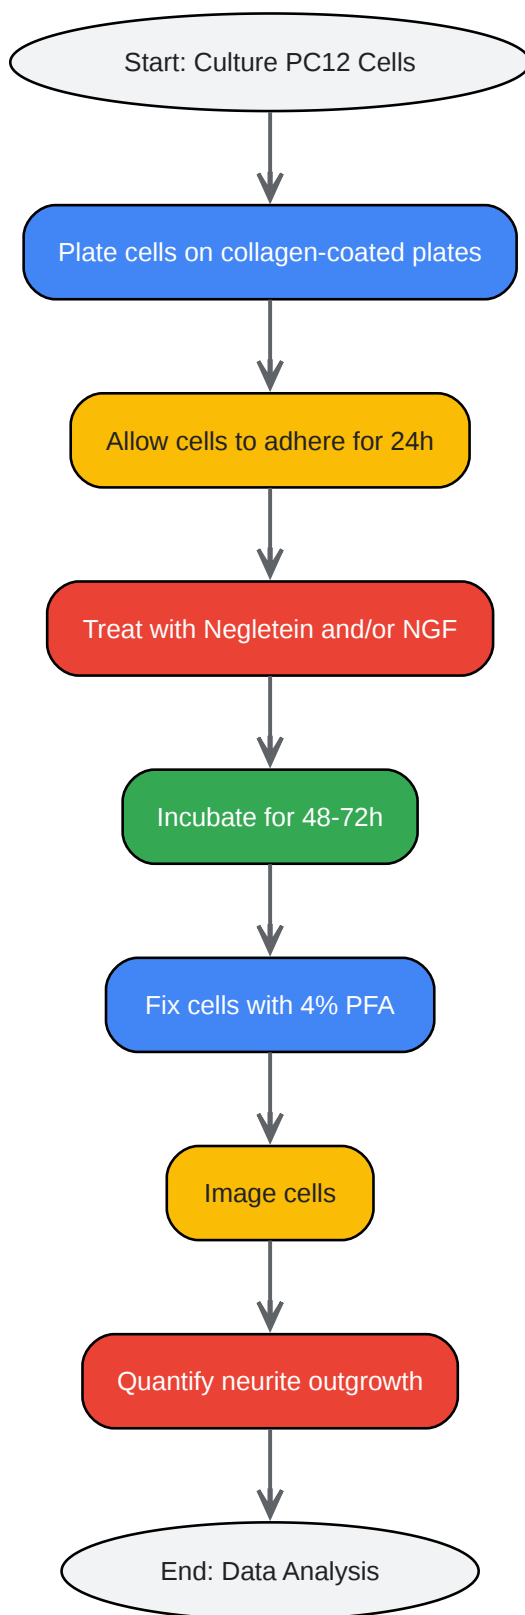 Start: Culture PC12 Cells
Plate cells on collagen-coated plates
Allow cells to adhere for 24h
Treat with Negletein and/or NGF
Incubate for 48-72h
Fix cells with 4% PFA
Image cells
Quantify neurite outgrowth
End: Data Analysis